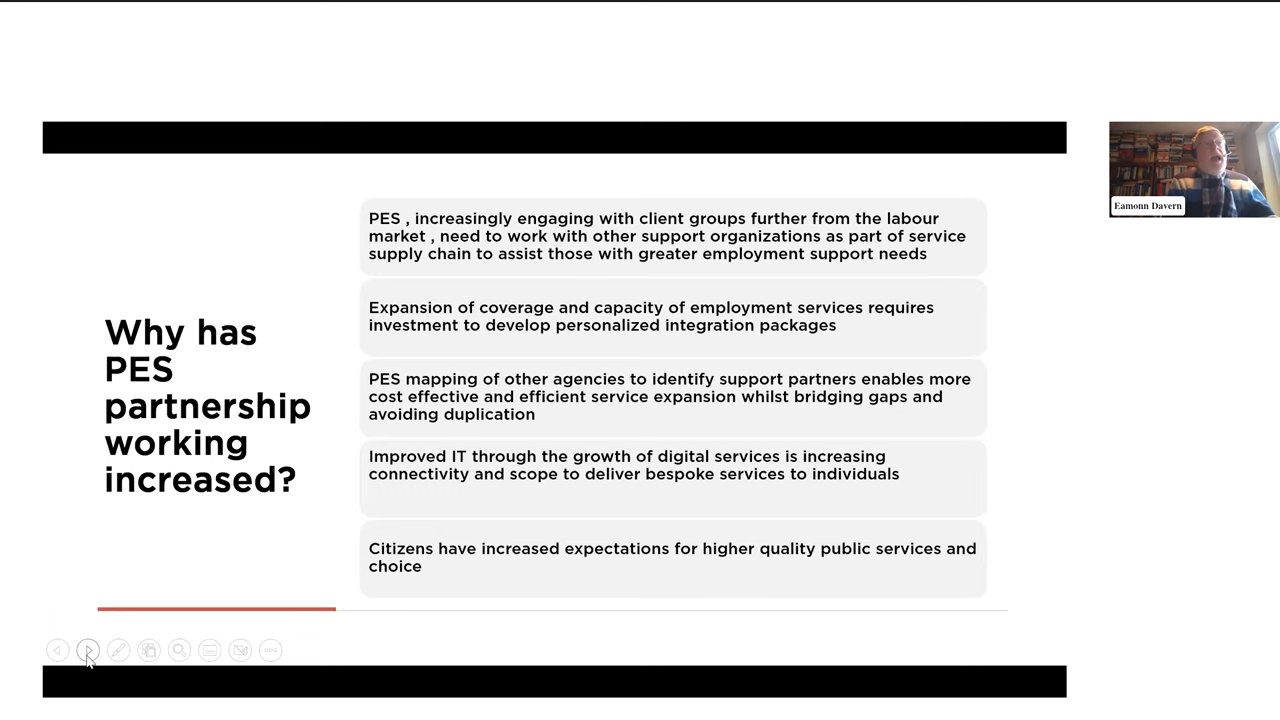 Why has
PES
partnership
working
increased?
PES , increasingly engaging with client groups further from the labour
market , need to work with other support organizations as part of service
supply chain to assist those with greater employment support needs
Expansion of coverage and capacity of employment services requires
investment to develop personalized integration packages
PES mapping of other agencies to identify support partners enables more
cost effective and efficient service expansion whilst bridging gaps and
avoiding duplication
Improved IT through the growth of digital services is increasing
connectivity and scope to deliver bespoke services to individuals
Citizens have increased expectations for higher quality public services and
choice
Eamonn Davern